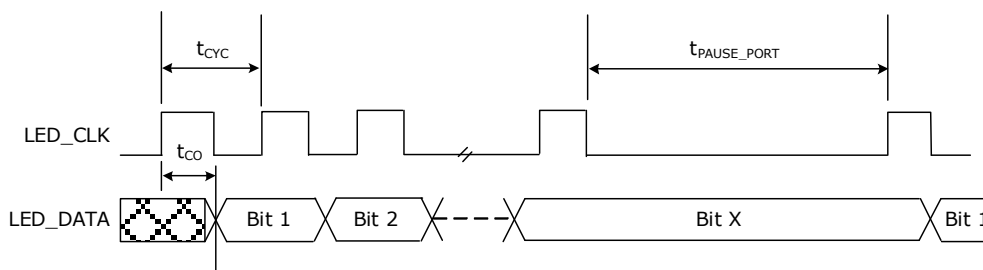 tCYC
tPAUSE_PORT
LED_CLK
tCO
LED_DATA
Bit 1
Bit 2
Bit X
Bit 1